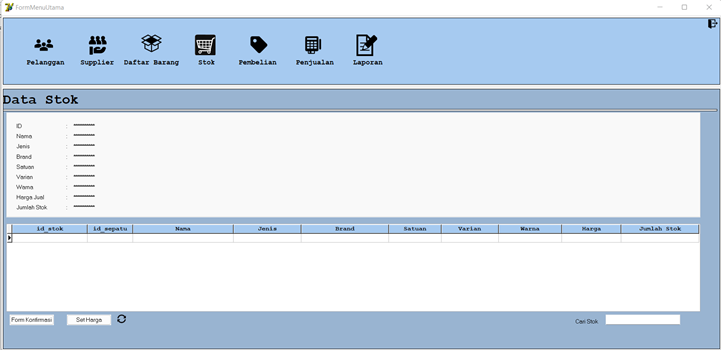 FormMenuUtama
Pelanggan Supplier Daftar Barang Stok Pembelian Penjualan Laporan
Data Stok
ID : **********
Nama : **********
Jenis : **********
Brand : **********
Satuan : **********
Varian : **********
Warna : **********
Harga Jual : **********
Jumlah Stok : **********
id_stok id_sepatu Nama Jenis Brand Satuan Varian Warna Harga Jumlah Stok
Form Konfirmasi Set Harga Cari Stok